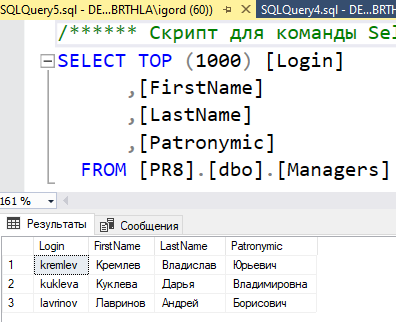 SQLQuery5.sql - DE...BRTHLA\igord (60))
SQLQuery4.sql - DE...BRTHL
/****** Скрипт для команды Sel
SELECT TOP (1000) [Login]
,[FirstName]
,[LastName]
,[Patronymic]
FROM [PR8].[dbo].[Managers]
161 %
Результаты Сообщения
Login FirstName LastName Patronymic
1 kremlev Кремлев Владислав Юрьевич
2 kukleva Куклева Дарья Владимировна
3 lavrinov Лавринов Андрей Борисович